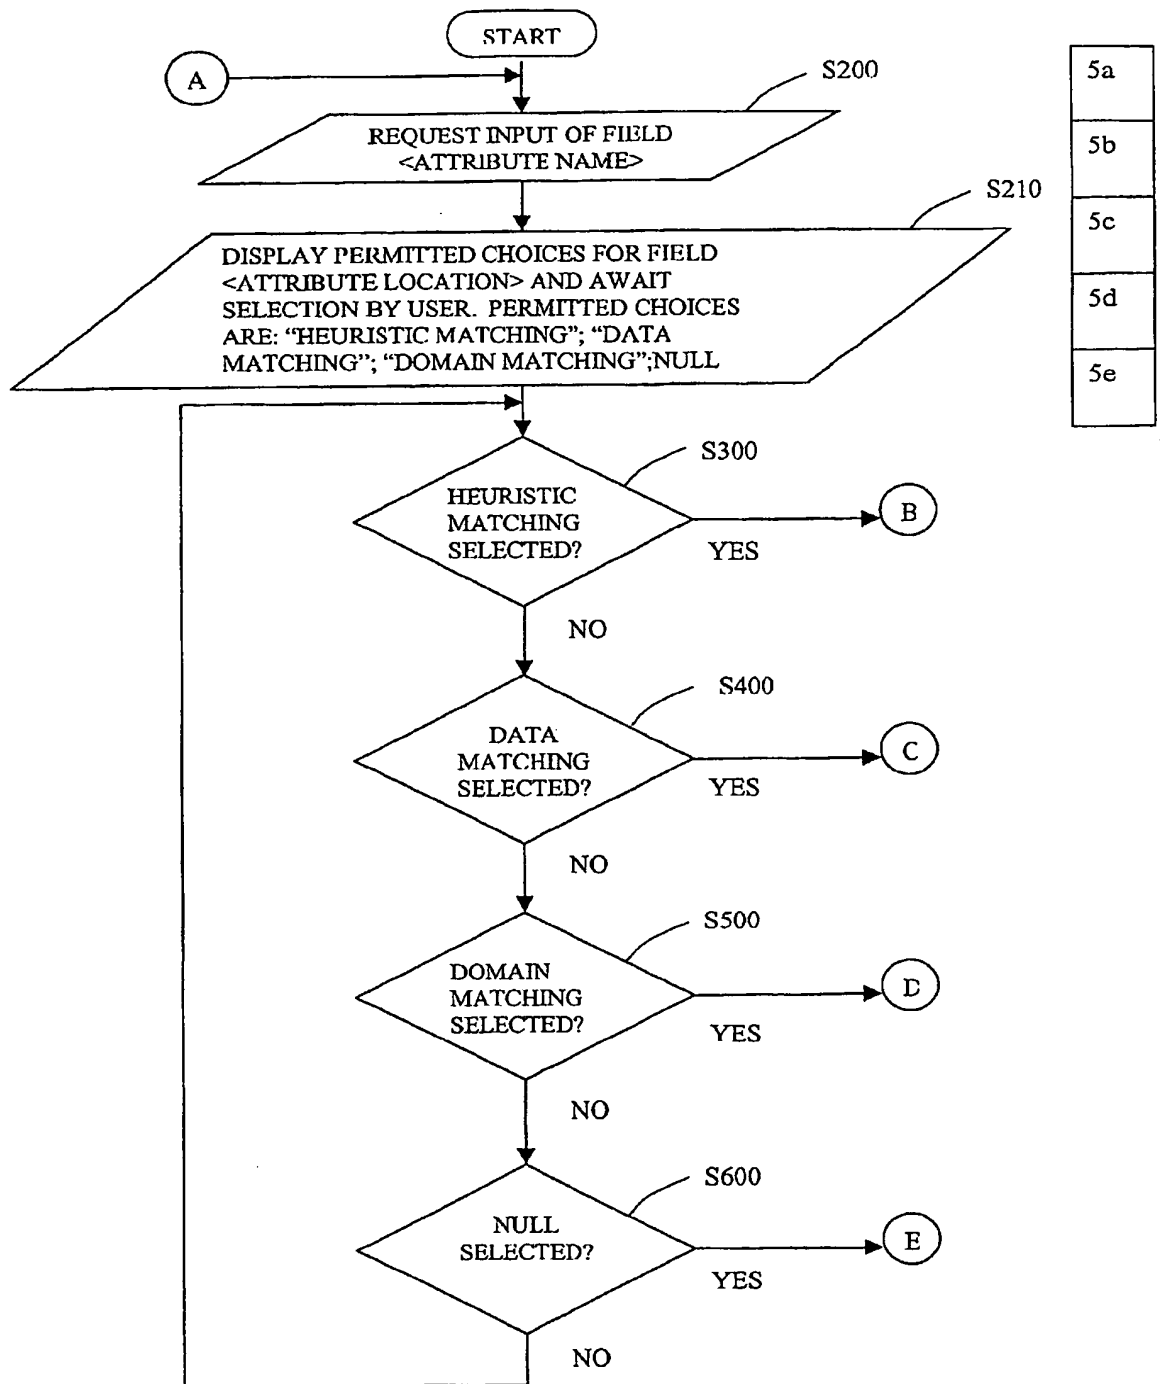 START
A
S200
REQUEST INPUT OF FIELD
<ATTRIBUTE NAME>
S210
DISPLAY PERMITTED CHOICES FOR FIELD
<ATTRIBUTE LOCATION> AND AWAIT
SELECTION BY USER. PERMITTED CHOICES
ARE: “HEURISTIC MATCHING”; “DATA
MATCHING”; “DOMAIN MATCHING”;NULL
S300
HEURISTIC
MATCHING
SELECTED?
YES
B
NO
S400
DATA
MATCHING
SELECTED?
YES
C
NO
S500
DOMAIN
MATCHING
SELECTED?
YES
D
NO
S600
NULL
SELECTED?
YES
E
NO
5a
5b
5c
5d
5e